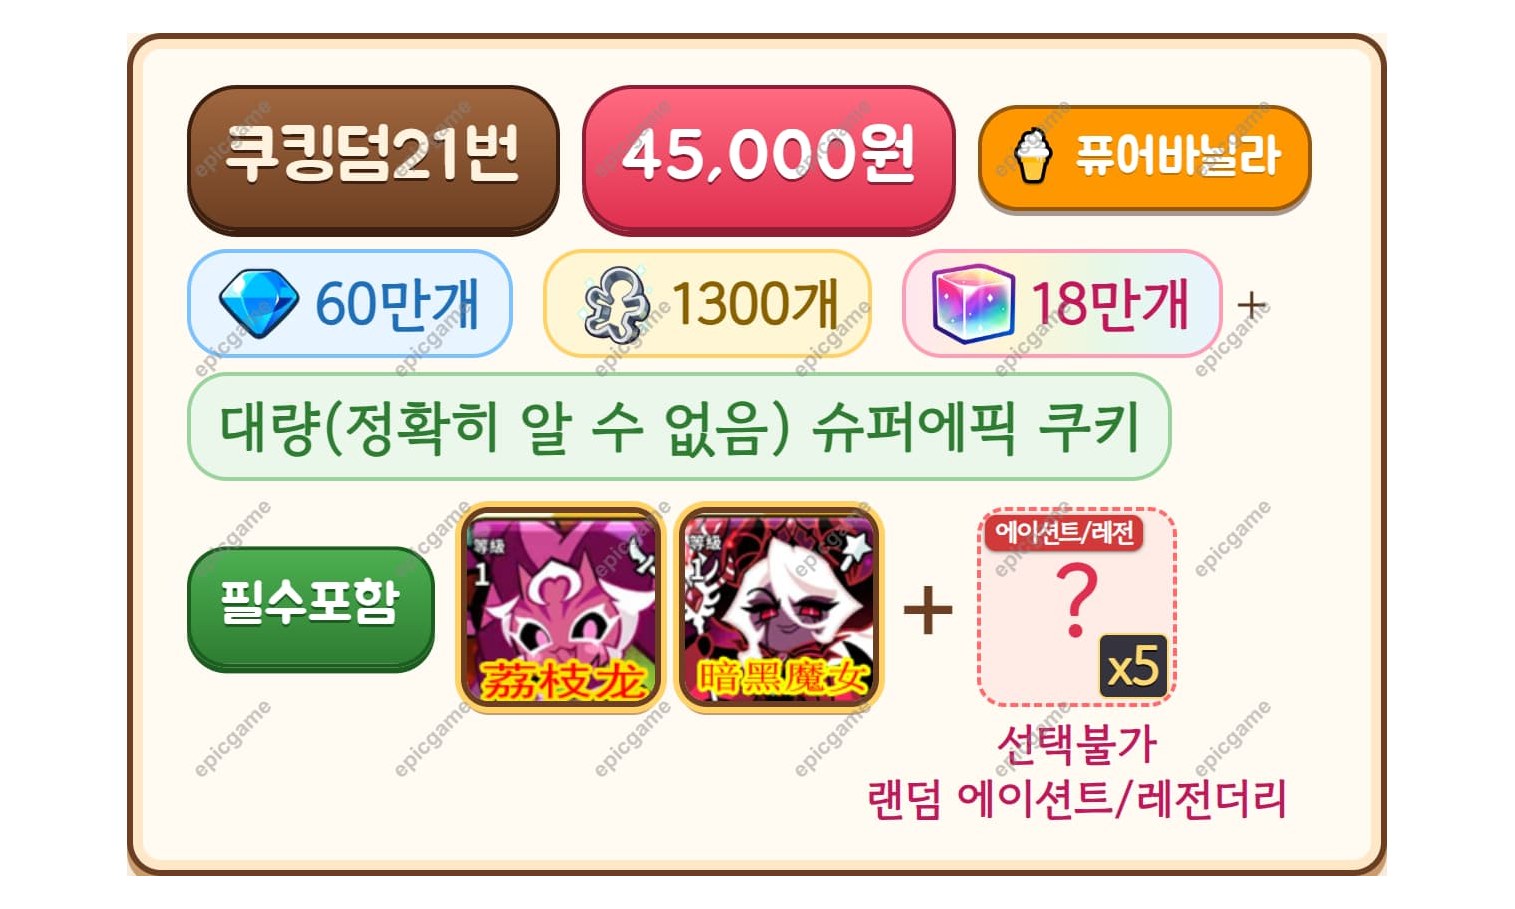 쿠킹덤21번 45,000원 퓨어바닐라
60만개 1300개 18만개 +
대량(정확히 알 수 없음) 슈퍼에픽 쿠키
필수포함 等級 1 荔枝龙 等級 1 暗黑魔女 + 에이션트/레전 ? x5
선택불가
랜덤 에이션트/레전더리
epicgame